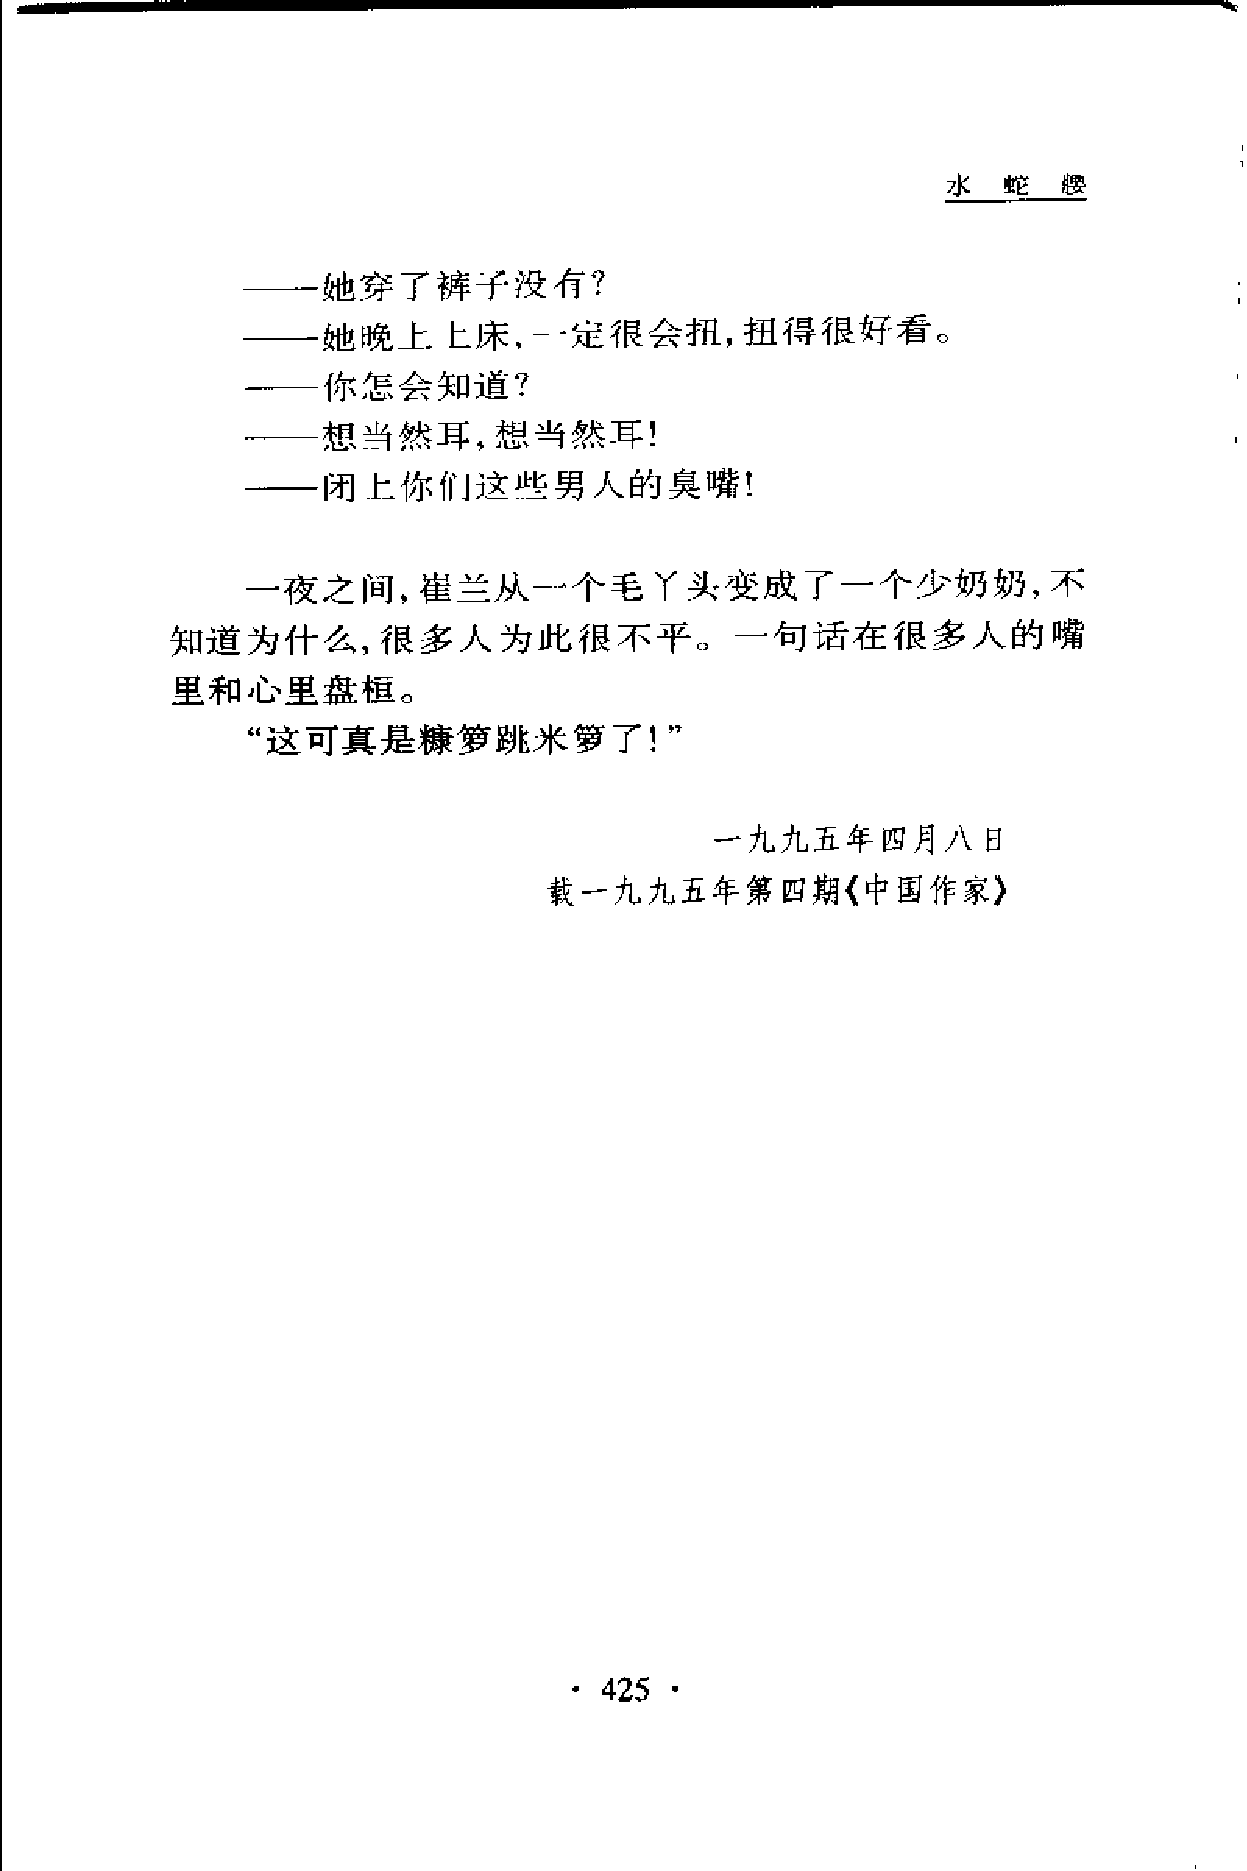 水蛇腰
——她穿了裤子没有？
——她晚上上床，一定很会扭，扭得很好看。
——你怎会知道？
——想当然耳，想当然耳！
——闭上你们这些男人的臭嘴！
一夜之间，崔兰从一个毛丫头变成了一个少奶奶，不
知道为什么，很多人为此很不平。一句话在很多人的嘴
里和心里盘桓。
“这可真是糠箩跳米箩了！”
一九九五年四月八日
载一九九五年第四期《中国作家》
· 425 ·